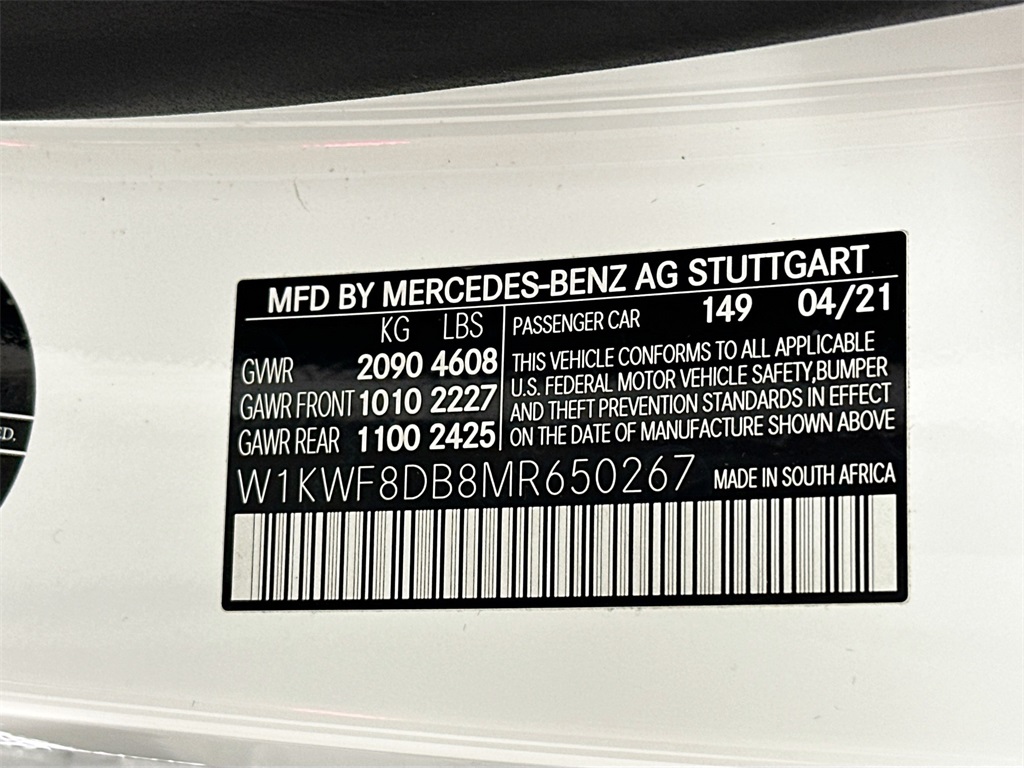 MFD BY MERCEDES-BENZ AG STUTTGART
KG LBS
GVWR 2090 4608
GAWR FRONT 1010 2227
GAWR REAR 1100 2425
PASSENGER CAR 149 04/21
THIS VEHICLE CONFORMS TO ALL APPLICABLE
U.S. FEDERAL MOTOR VEHICLE SAFETY,BUMPER
AND THEFT PREVENTION STANDARDS IN EFFECT
ON THE DATE OF MANUFACTURE SHOWN ABOVE
W1KWF8DB8MR650267 MADE IN SOUTH AFRICA